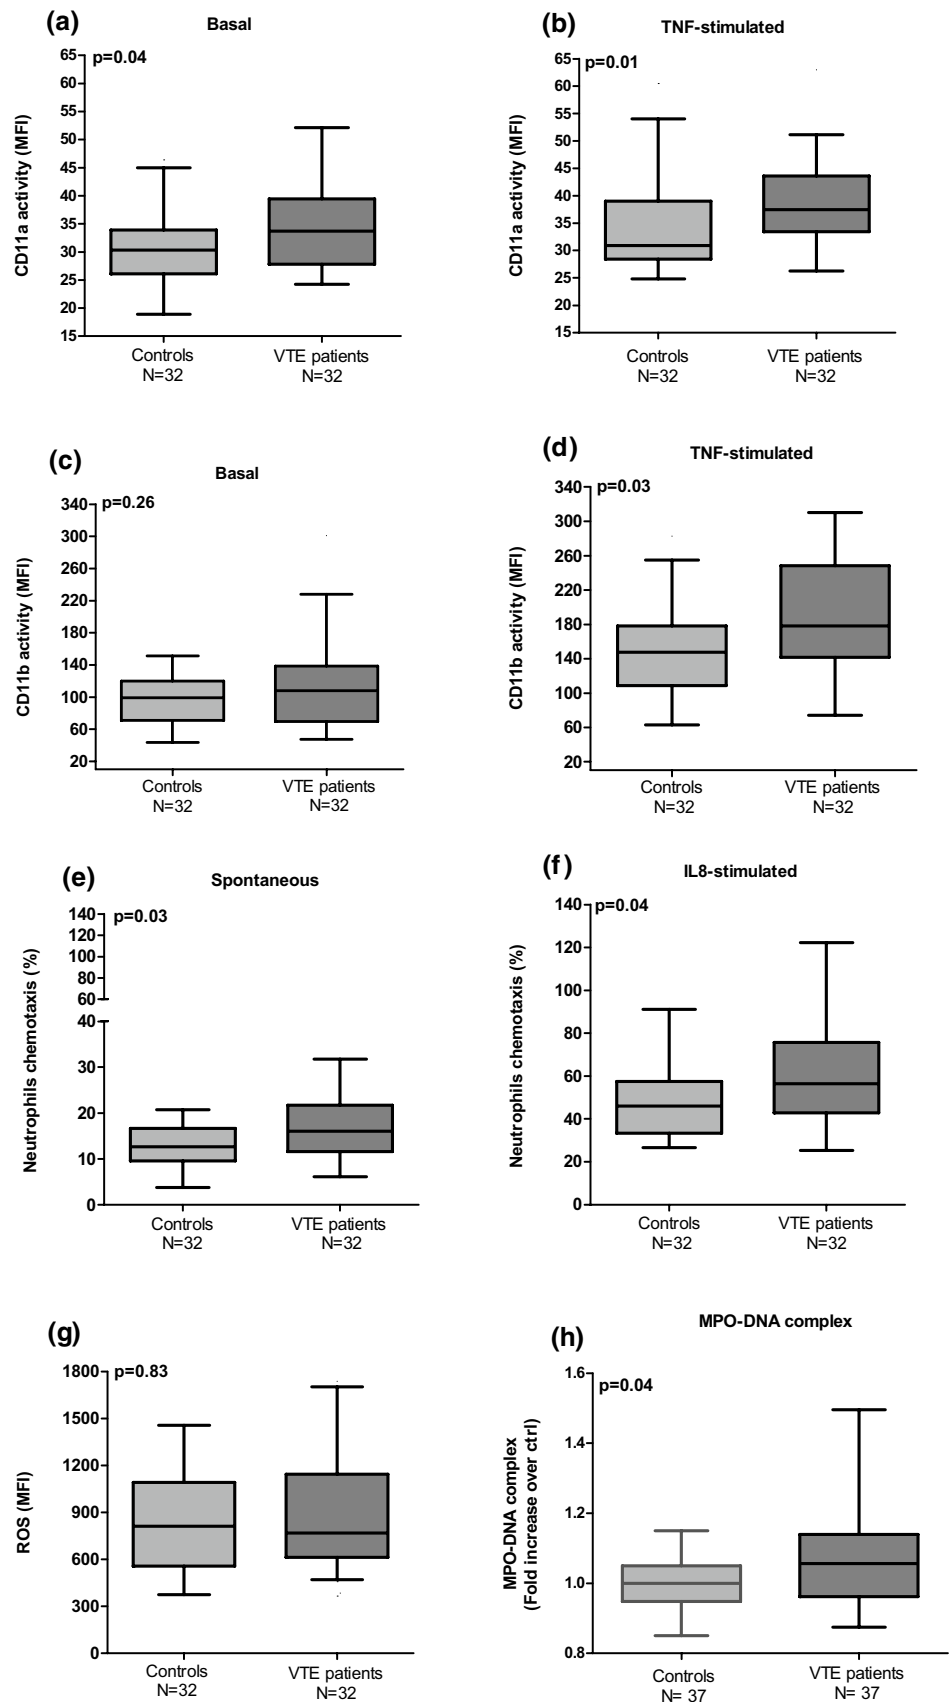 (a)
Basal
p=0.04
65
60
55
50
45
40
35
30
25
20
15
CD11a activity (MFI)
Controls
N=32
VTE patients
N=32
(b)
TNF-stimulated
p=0.01
65
60
55
50
45
40
35
30
25
20
15
CD11a activity (MFI)
Controls
N=32
VTE patients
N=32
(c)
Basal
p=0.26
340
300
260
220
180
140
100
60
20
CD11b activity (MFI)
Controls
N=32
VTE patients
N=32
(d)
TNF-stimulated
p=0.03
340
300
260
220
180
140
100
60
20
CD11b activity (MFI)
Controls
N=32
VTE patients
N=32
(e)
Spontaneous
p=0.03
140
120
100
80
60
40
30
20
10
0
Neutrophils chemotaxis (%)
Controls
N=32
VTE patients
N=32
(f)
IL8-stimulated
p=0.04
140
120
100
80
60
40
20
0
Neutrophils chemotaxis (%)
Controls
N=32
VTE patients
N=32
(g)
p=0.83
1800
1500
1200
900
600
300
0
ROS (MFI)
Controls
N=32
VTE patients
N=32
(h)
MPO-DNA complex
p=0.04
1.6
1.4
1.2
1.0
0.8
MPO-DNA complex
(Fold increase over ctrl)
Controls
N= 37
VTE patients
N= 37